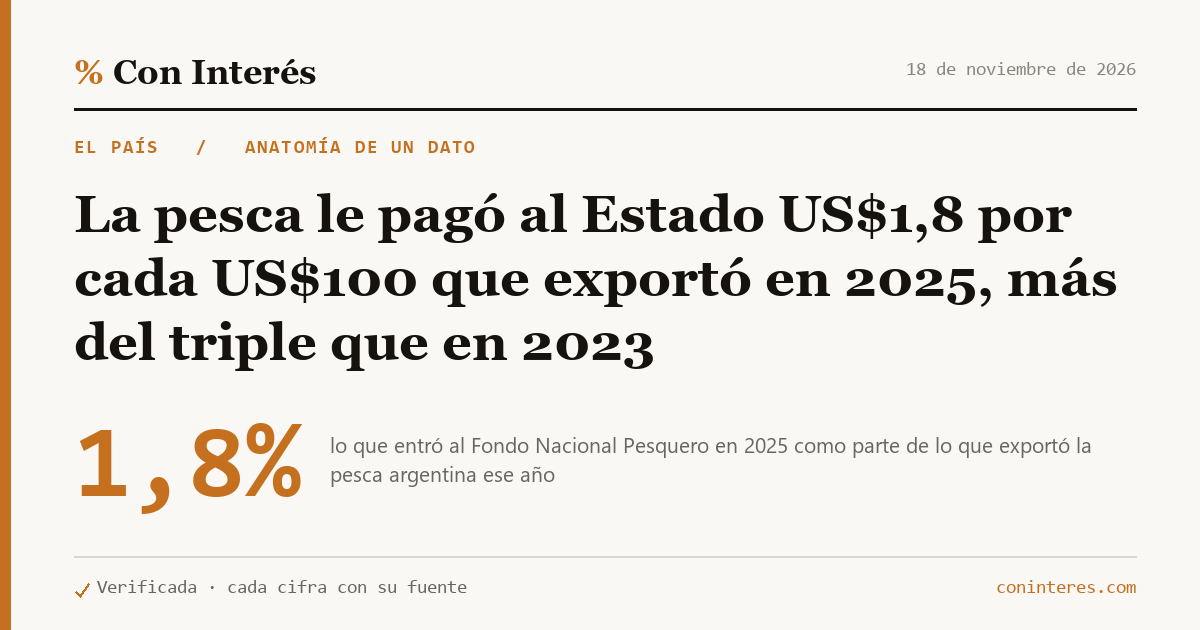 % Con Interés
18 de noviembre de 2026
EL PAÍS / ANATOMÍA DE UN DATO
La pesca le pagó al Estado US$1,8 por
cada US$100 que exportó en 2025, más
del triple que en 2023
1,8%
lo que entró al Fondo Nacional Pesquero en 2025 como parte de lo que exportó la
pesca argentina ese año
✓ Verificada · cada cifra con su fuente
coninteres.com